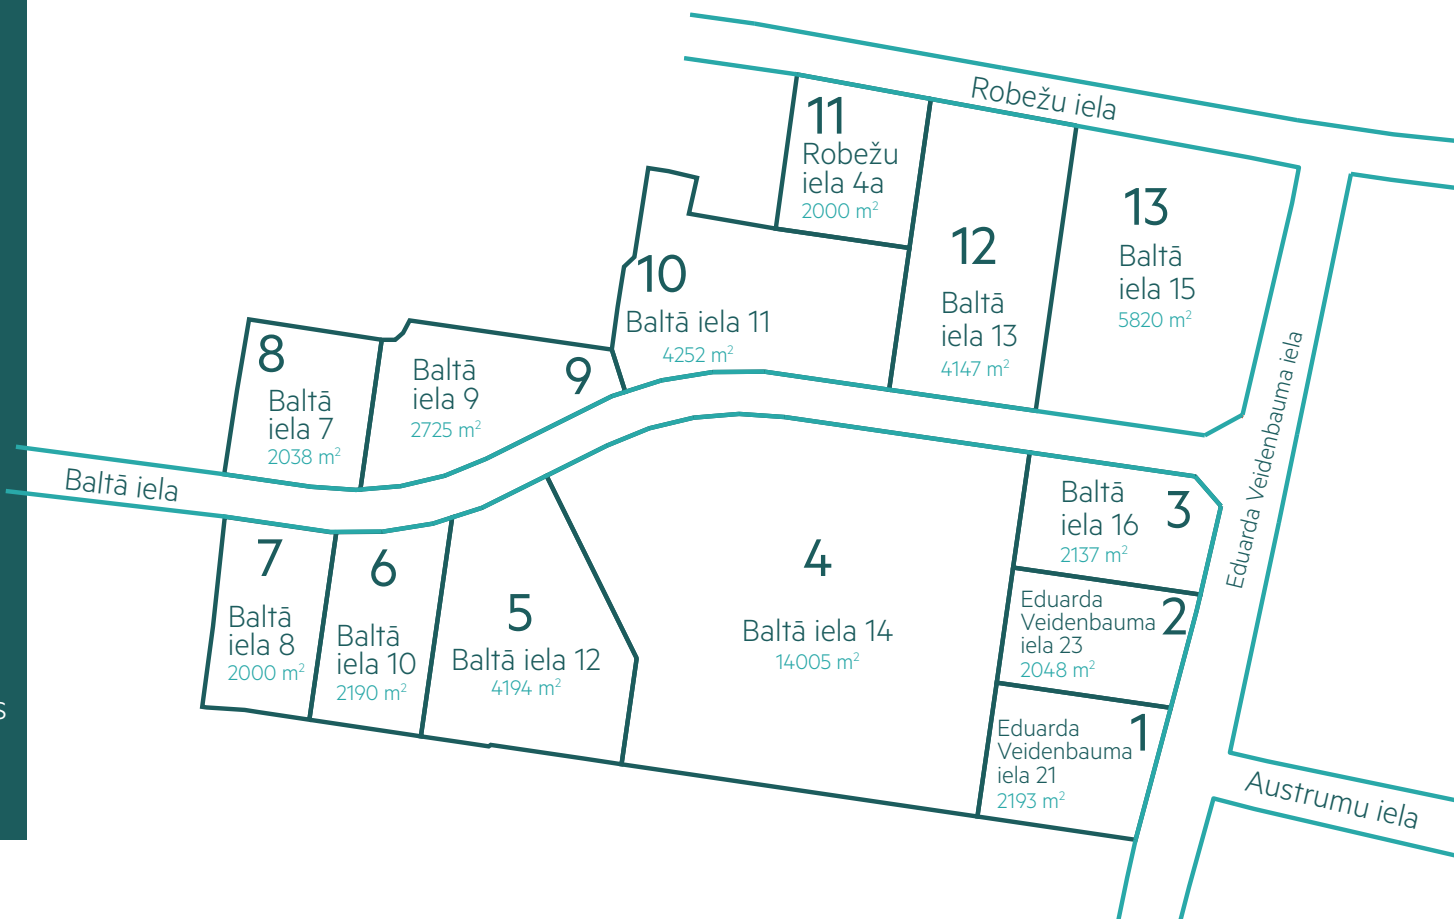 Robežu iela
11
Robežu
iela 4a
2000 m²
13
Baltā
iela 15
5820 m²
12
Baltā
iela 13
4147 m²
10
Baltā iela 11
4252 m²
8
Baltā
iela 7
2038 m²
Baltā
iela 9
2725 m²
9
Baltā iela
Eduarda Veidenbauma iela
7
Baltā
iela 8
2000 m²
6
Baltā
iela 10
2190 m²
5
Baltā iela 12
4194 m²
4
Baltā iela 14
14005 m²
Baltā
iela 16
2137 m²
3
Eduarda
Veidenbauma
iela 23
2048 m²
2
Eduarda
Veidenbauma
iela 21
2193 m²
1
Austrumu iela
s